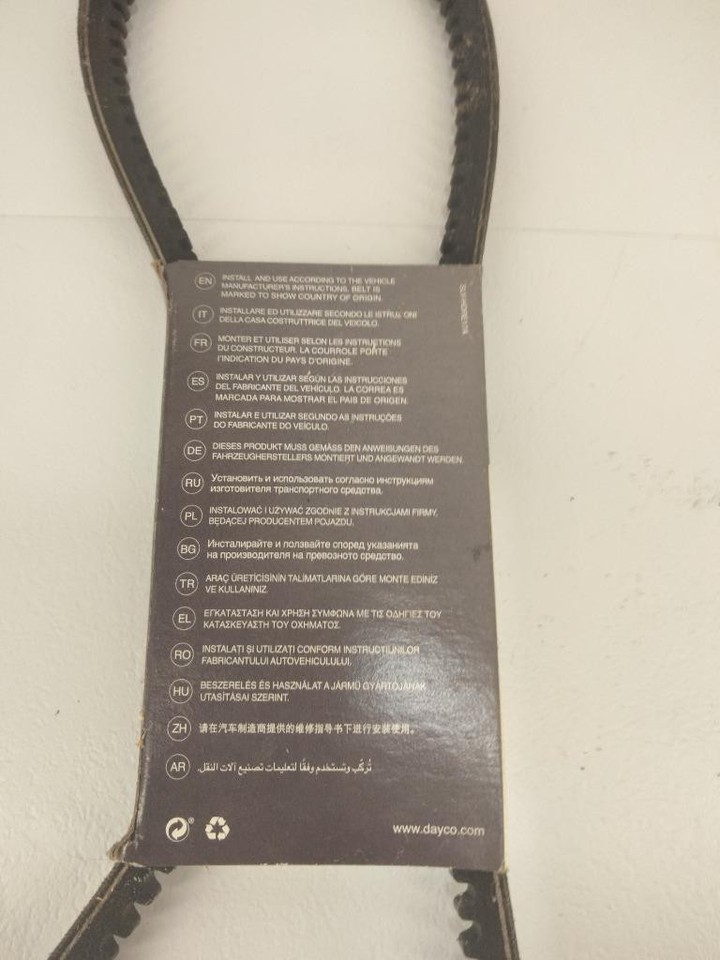 EN INSTALL AND USE ACCORDING TO THE VEHICLE
MANUFACTURER'S INSTRUCTIONS. BELT IS
MARKED TO SHOW COUNTRY OF ORIGIN
IT INSTALLARE ED UTILIZZARE SECONDO LE
DELLA CASA COSTRUTTRICE DEL VEICOLO.
FR MONTER ET UTILISER SELON LES INSTRUCTIONS
DU CONSTRUCTEUR. LA COURROLE PORTE
l'INDICATION DU PAYS D'ORIGINE.
ES INSTALAR Y UTILIZAR SEGÚN LAS INSTRUCCIONES
DEL FABRICANTE DEL VEHÍCULO. LA CORREA ES
MARCADA PARA MOSTRAR EL PAIS DE ORIGEN
PT INSTALAR E UTILIZAR SEGUNDO AS INSTRUÇÕES
DO FABRICANTE DO VEÍCULO.
DE DIESES PRODUKT MUSS GEMÄSS DEN ANWEISUNGEN DES
FAHRZEUGHERSTELLERS MONTIERT UND ANGEWANDT WERDEN.
RU Установить и использовать согласно инструкциям
изготовителя транспортного средства.
PL INSTALOWAĆ I UŻYWAĆ ZGODNIE Z INSTRUKCJAMI FIRMY,
BĘDĄCEJ PRODUCENTEM POJAZDU.
BG Инсталирайте и ползвайте според указанията
на производителя на превозното средство.
TR ARAÇ ÜRETİCİSİNİN TALİMATLARINA GÖRE MONTE EDİNİZ
VE KULLANINIZ.
EL ΕΓΚΑΤΑΣΤΑΣΗ ΚΑΙ ΧΡΗΣΗ ΣΥΜΦΩΝΑ ΜΕ ΤΙΣ ΟΔΗΓΙΕΣ ΤΟΥ
ΚΑΤΑΣΚΕΥΑΣΤΗ ΤΟΥ ΟΧΗΜΑΤΟΣ.
RO INSTALAȚI ȘI UTILIZAȚI CONFORM INSTRUCȚIUNILOR
FABRICANTULUI AUTOVEHICULULUI.
HU BESZERELÉS ÉS HASZNÁLAT A JÁRMŰ GYÁRTÓJÁNAK
UTASÍTÁSAI SZERINT.
ZH 请在汽车制造商提供的维修指导书下进行安装使用。
AR تُركَّب وتستخدم وفقًا لتعليمات تصنيع آلات النقل.
www.dayco.com